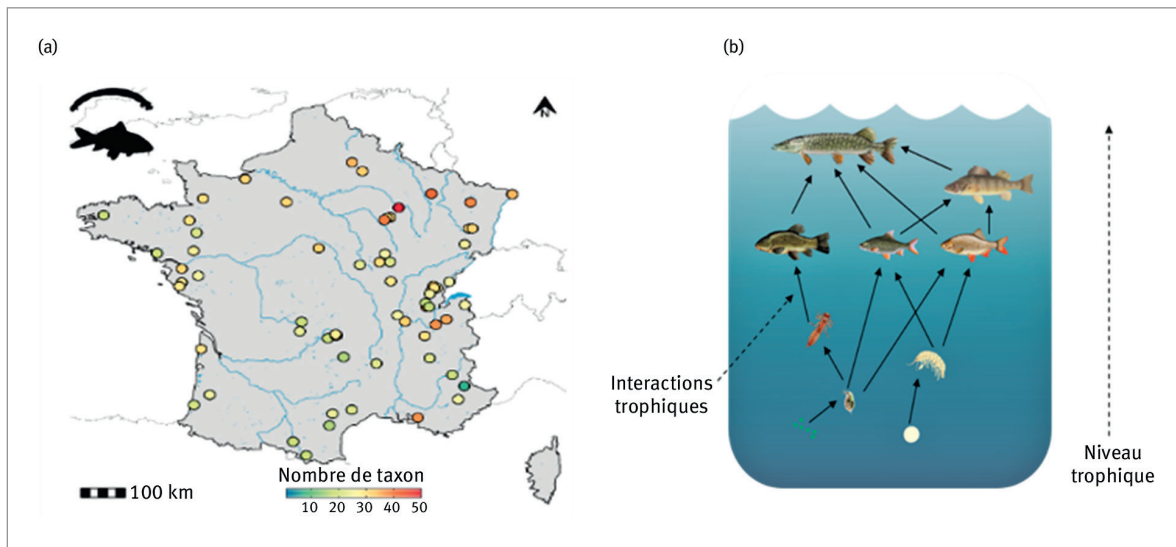 (a)
N
Nombre de taxon
100 km
10 20 30 40 50
(b)
Interactions
trophiques
Niveau
trophique